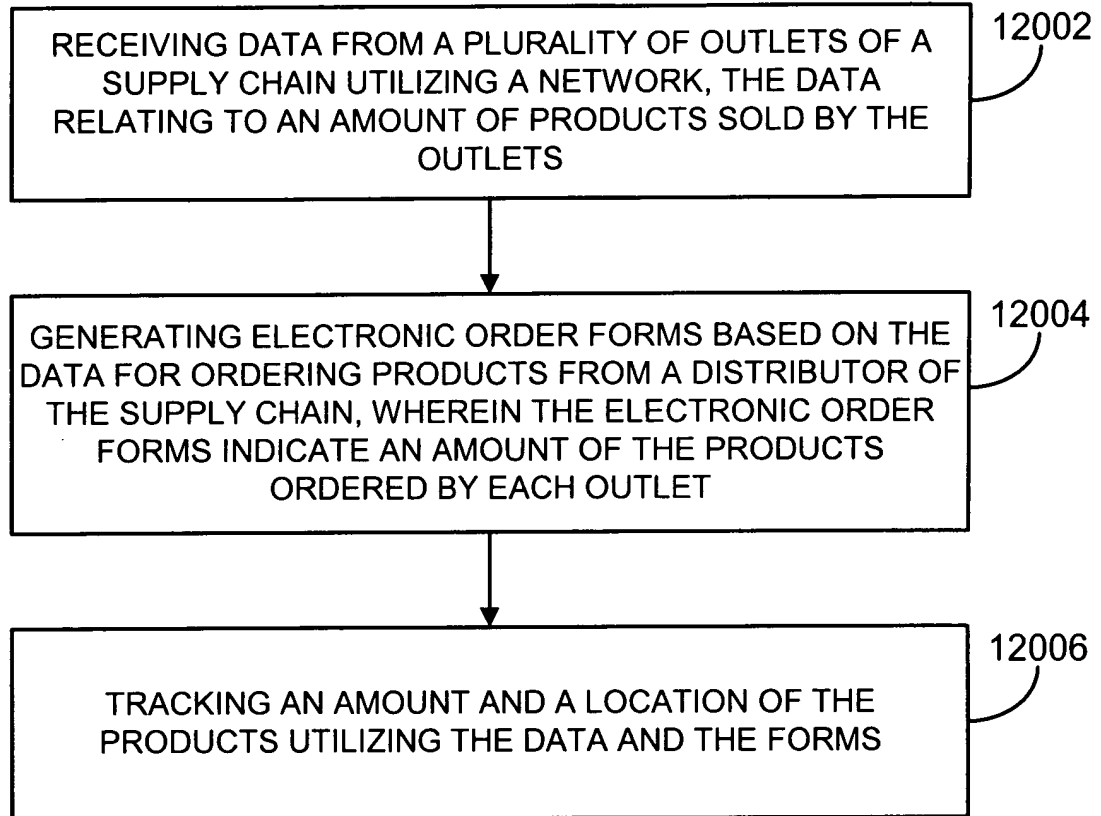 RECEIVING DATA FROM A PLURALITY OF OUTLETS OF A
SUPPLY CHAIN UTILIZING A NETWORK, THE DATA
RELATING TO AN AMOUNT OF PRODUCTS SOLD BY THE
OUTLETS
12002
GENERATING ELECTRONIC ORDER FORMS BASED ON THE
DATA FOR ORDERING PRODUCTS FROM A DISTRIBUTOR OF
THE SUPPLY CHAIN, WHEREIN THE ELECTRONIC ORDER
FORMS INDICATE AN AMOUNT OF THE PRODUCTS
ORDERED BY EACH OUTLET
12004
TRACKING AN AMOUNT AND A LOCATION OF THE
PRODUCTS UTILIZING THE DATA AND THE FORMS
12006